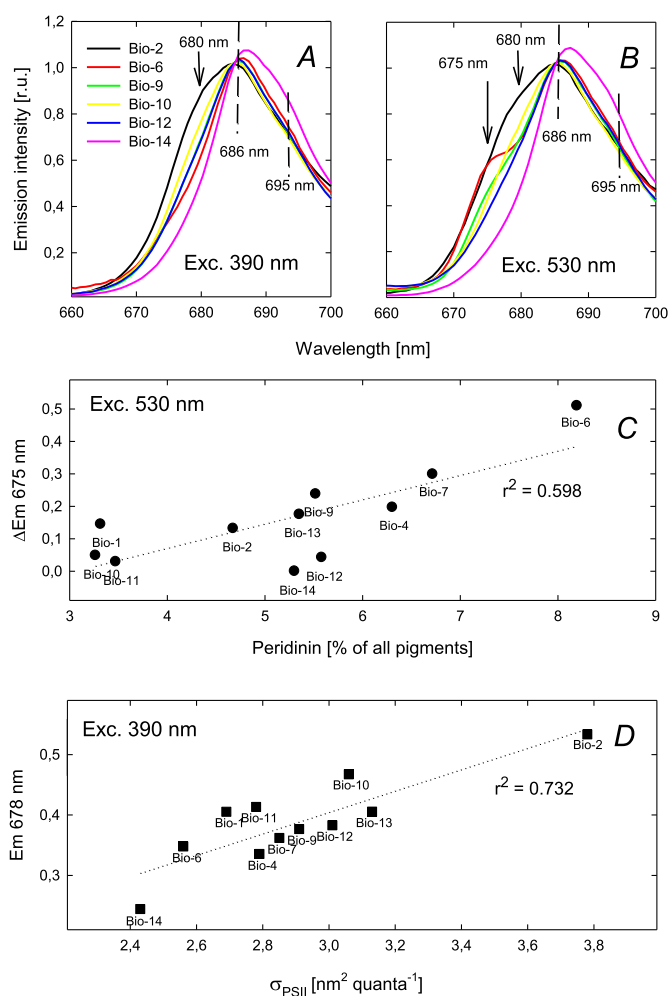 1,2
1,0
0,8
0,6
0,4
0,2
Emission intensity [r.u.]
Bio-2
Bio-6
Bio-9
Bio-10
Bio-12
Bio-14
680 nm
A
686 nm
695 nm
Exc. 390 nm
660 670 680 690 700
675 nm
680 nm
B
686 nm
695 nm
Exc. 530 nm
660 670 680 690 700
Wavelength [nm]
Exc. 530 nm
C
0,5
0,4
0,3
0,2
0,1
0,0
ΔEm 675 nm
Bio-6
r² = 0.598
Bio-7
Bio-9
Bio-4
Bio-13
Bio-1
Bio-2
Bio-10
Bio-11
Bio-12
Bio-14
3 4 5 6 7 8 9
Peridinin [% of all pigments]
Exc. 390 nm
D
0,5
0,4
0,3
Em 678 nm
Bio-2
r² = 0.732
Bio-10
Bio-1
Bio-11
Bio-13
Bio-12
Bio-9
Bio-7
Bio-6
Bio-4
Bio-14
2,4 2,6 2,8 3,0 3,2 3,4 3,6 3,8
σPSII [nm² quanta⁻¹]